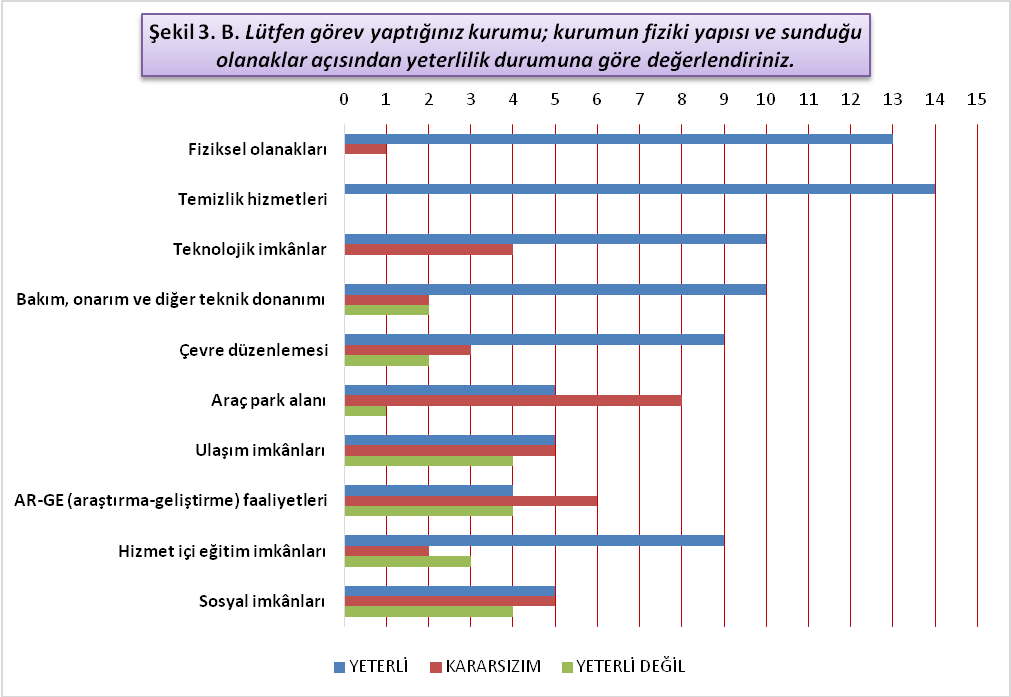 Şekil 3. B. Lütfen görev yaptığınız kurumu; kurumun fiziki yapısı ve sunduğu
olanaklar açısından yeterlilik durumuna göre değerlendiriniz.
0 1 2 3 4 5 6 7 8 9 10 11 12 13 14 15
Fiziksel olanakları
Temizlik hizmetleri
Teknolojik imkânlar
Bakım, onarım ve diğer teknik donanımı
Çevre düzenlemesi
Araç park alanı
Ulaşım imkânları
AR-GE (araştırma-geliştirme) faaliyetleri
Hizmet içi eğitim imkânları
Sosyal imkânları
YETERLİ KARARSIZIM YETERLİ DEĞİL